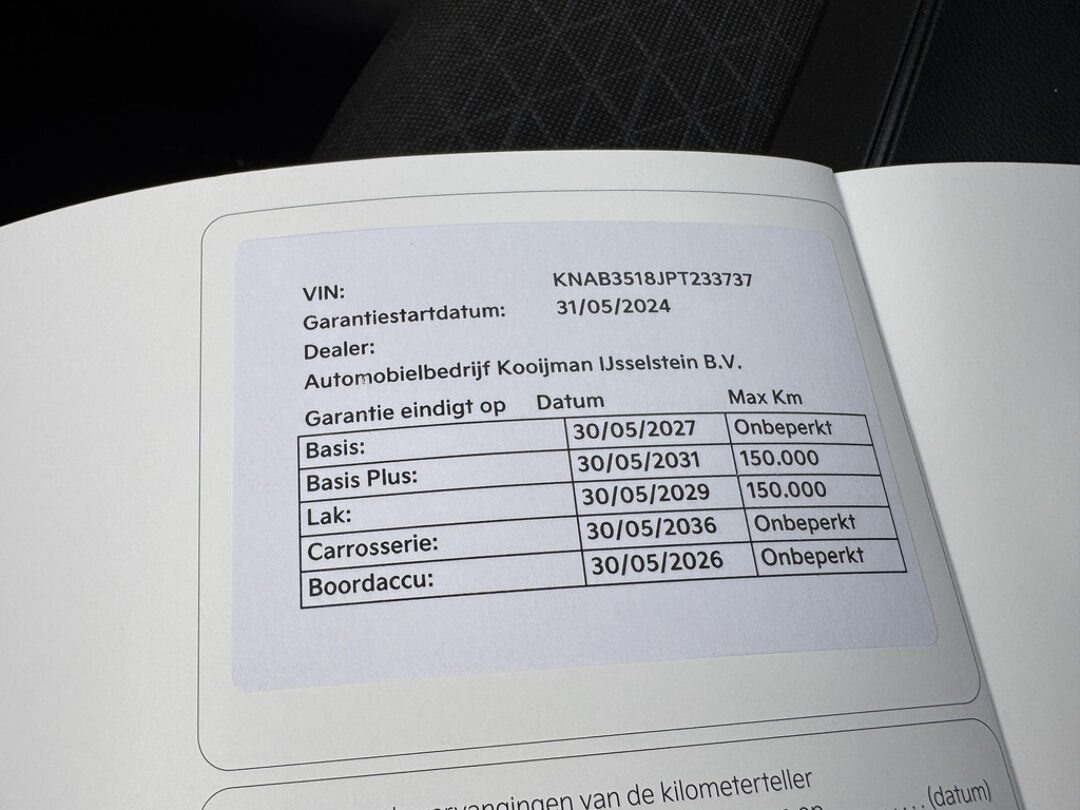 VIN: KNAB3518JPT233737
Garantiestartdatum: 31/05/2024
Dealer:
Automobielbedrijf Kooijman IJsselstein B.V.
Garantie eindigt op Datum Max Km
Basis: 30/05/2027 Onbeperkt
Basis Plus: 30/05/2031 150.000
Lak: 30/05/2029 150.000
Carrosserie: 30/05/2036 Onbeperkt
Boordaccu: 30/05/2026 Onbeperkt
van de kilometerteller
(datum)